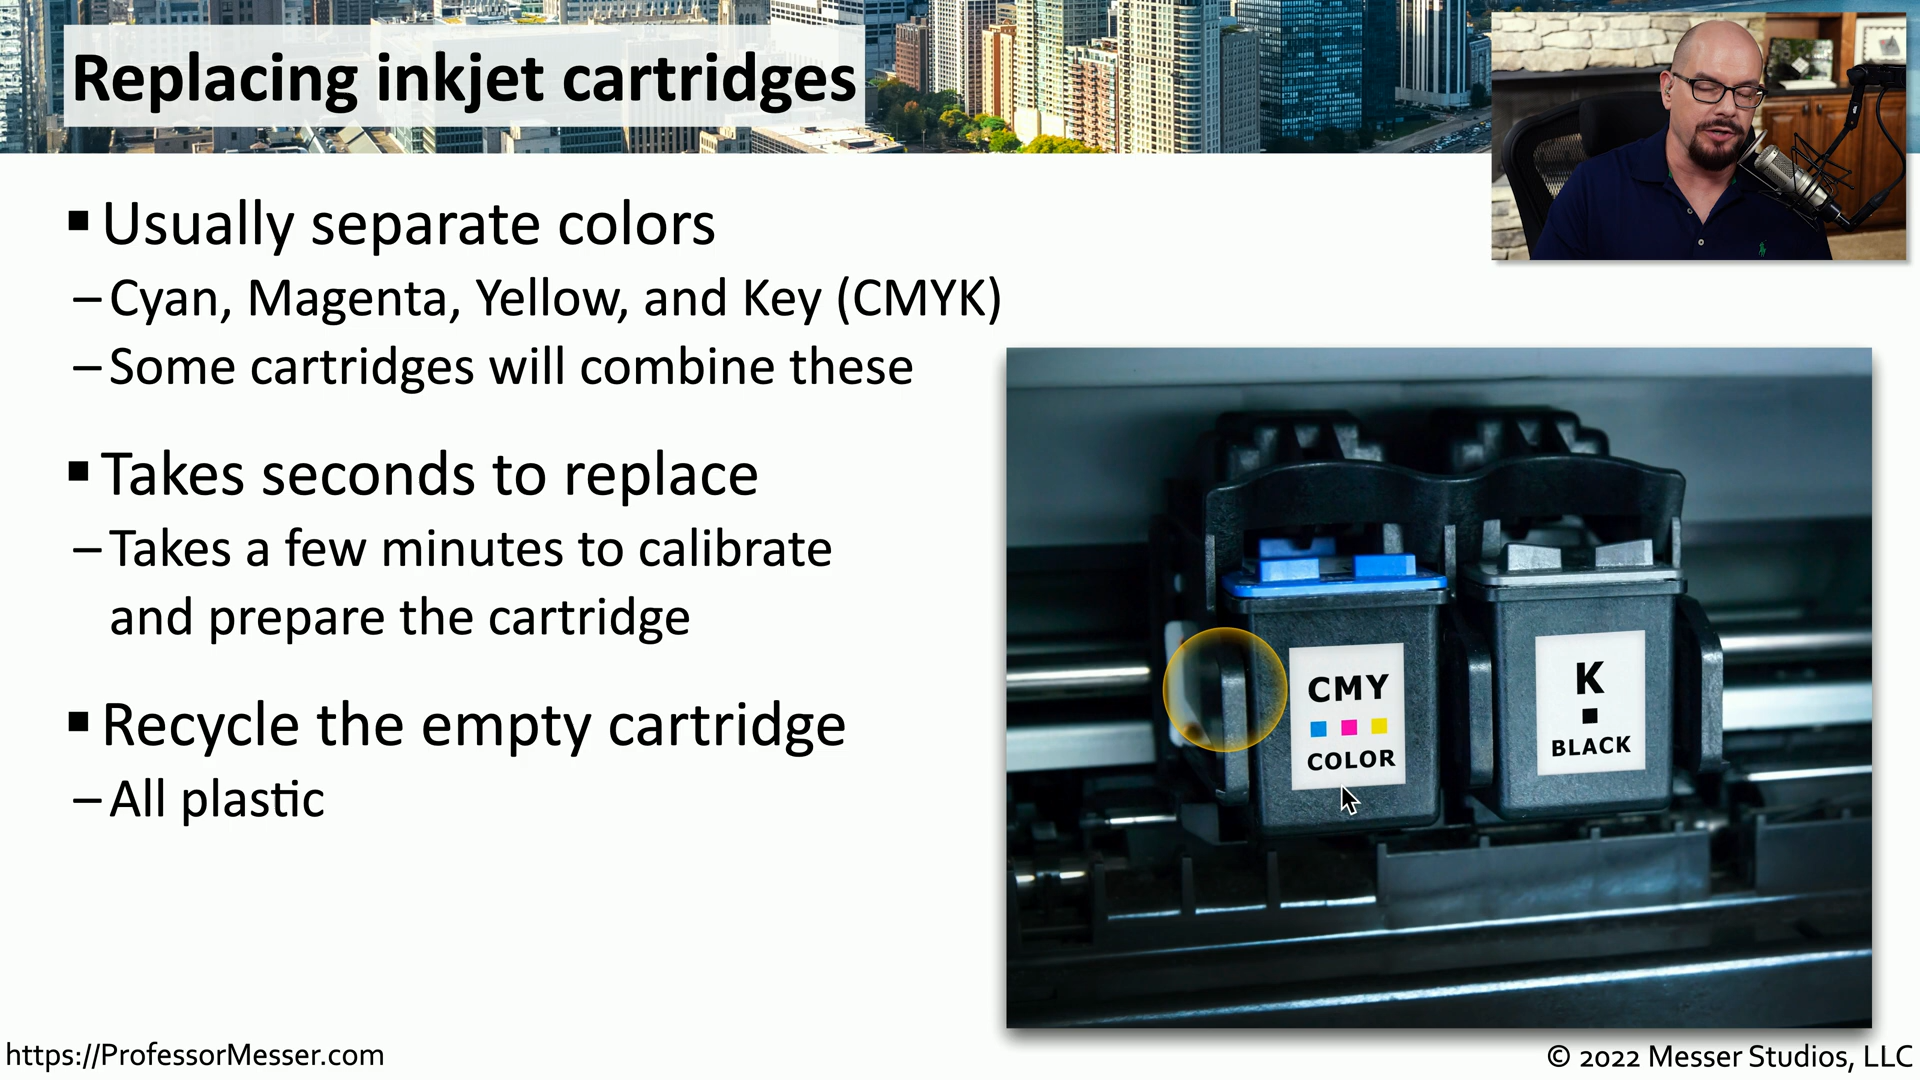 Replacing inkjet cartridges
▪ Usually separate colors
– Cyan, Magenta, Yellow, and Key (CMYK)
– Some cartridges will combine these
▪ Takes seconds to replace
– Takes a few minutes to calibrate
and prepare the cartridge
▪ Recycle the empty cartridge
– All plastic
CMY
COLOR
K
BLACK
https://ProfessorMesser.com
© 2022 Messer Studios, LLC